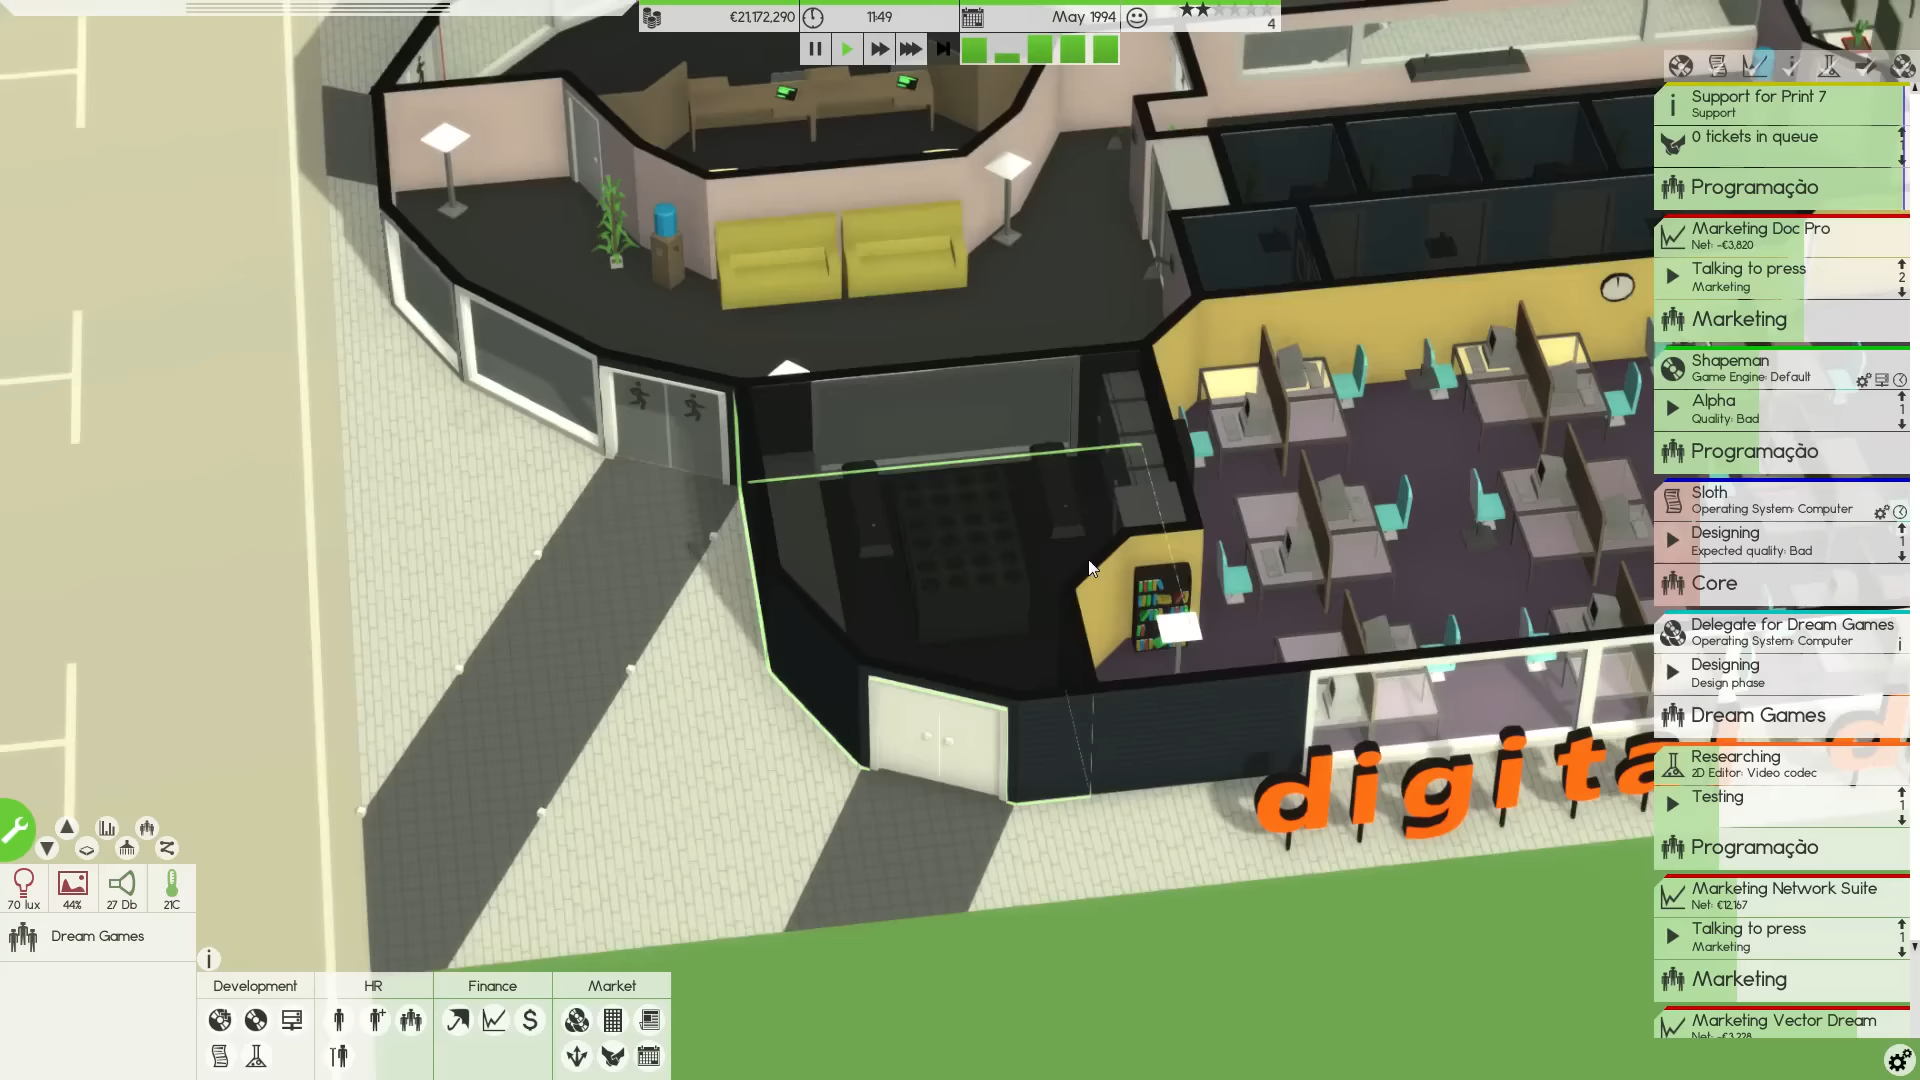 €21,172,290
11:49
May 1994
4
Support for Print 7
Support
0 tickets in queue
1
Programação
Marketing Doc Pro
Net: -€3,820
Talking to press
Marketing
2
Marketing
Shapeman
Game Engine: Default
Alpha
Quality: Bad
1
Programação
Sloth
Operating System: Computer
Designing
Expected quality: Bad
1
Core
Delegate for Dream Games
Operating System: Computer
Designing
Design phase
Dream Games
Researching
2D Editor: Video codec
Testing
1
Programação
Marketing Network Suite
Net: €12,167
Talking to press
Marketing
1
Marketing
Marketing Vector Dream
Net: -€3,228
digita
70 lux
44%
27 Db
21C
Dream Games
Development
HR
Finance
Market